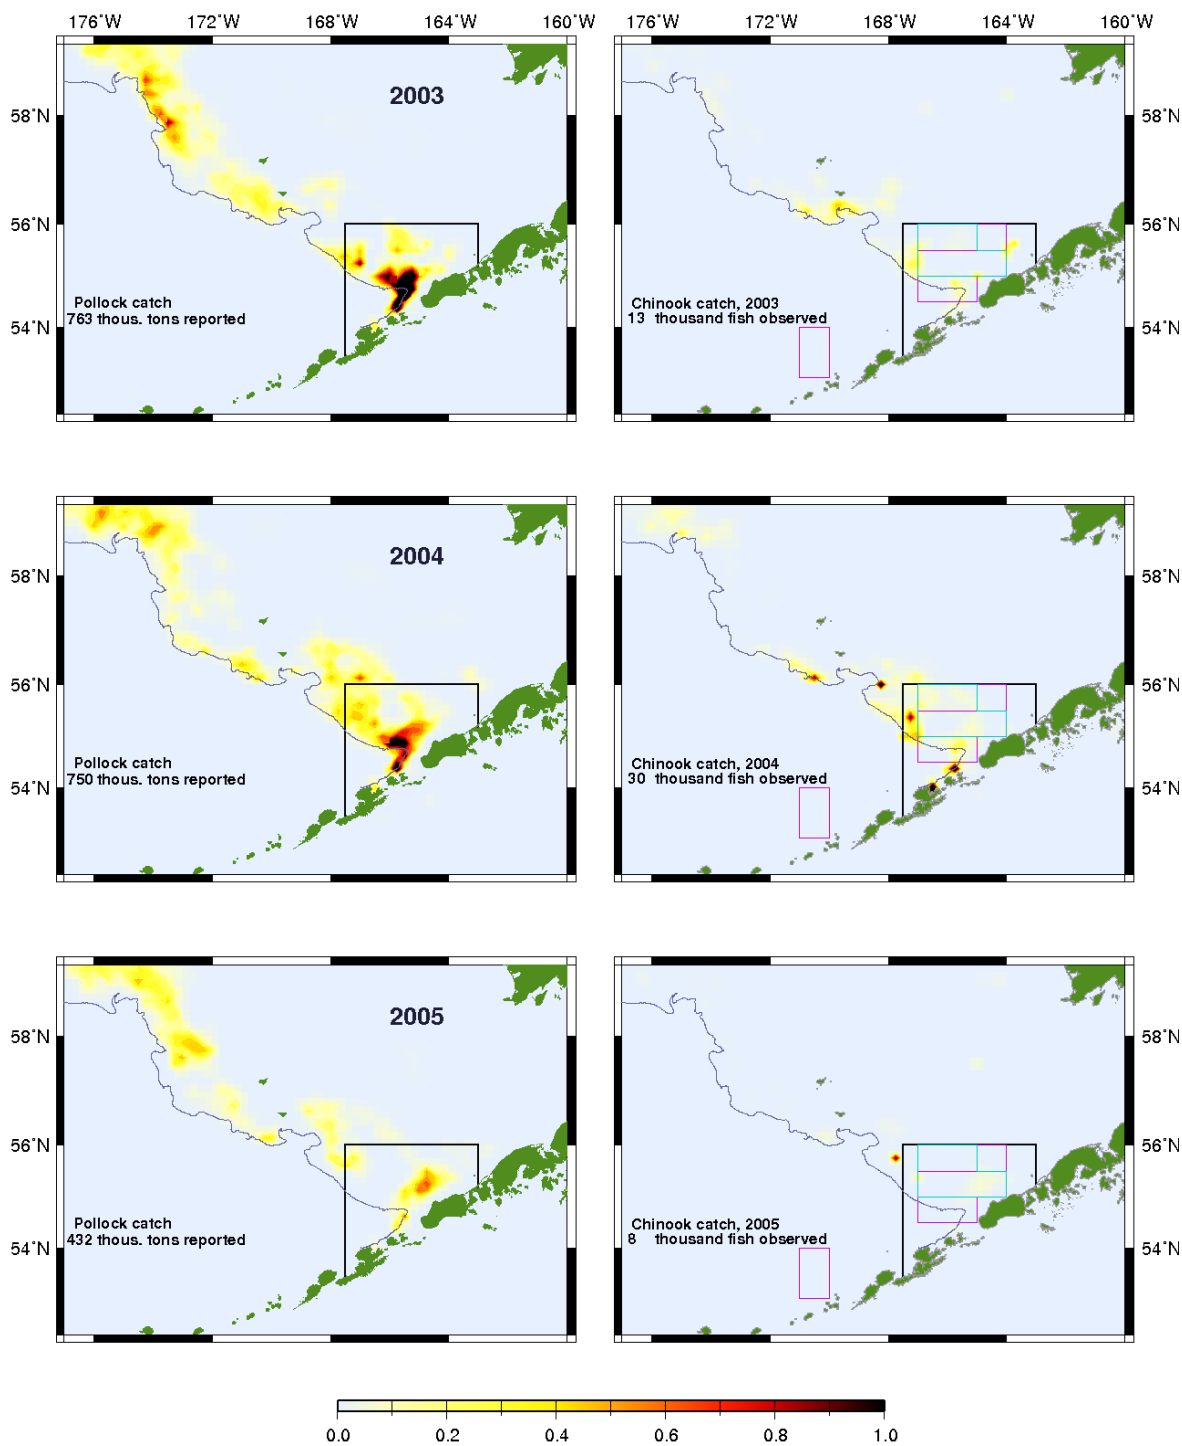 176°W 172°W 168°W 164°W 160°W 176°W 172°W 168°W 164°W 160°W
2003
58°N 58°N
56°N 56°N
Pollock catch
763 thous. tons reported
Chinook catch, 2003
13 thousand fish observed
54°N 54°N
2004
58°N 58°N
56°N 56°N
Pollock catch
750 thous. tons reported
Chinook catch, 2004
30 thousand fish observed
54°N 54°N
2005
58°N 58°N
56°N 56°N
Pollock catch
432 thous. tons reported
Chinook catch, 2005
8 thousand fish observed
54°N 54°N
0.0 0.2 0.4 0.6 0.8 1.0